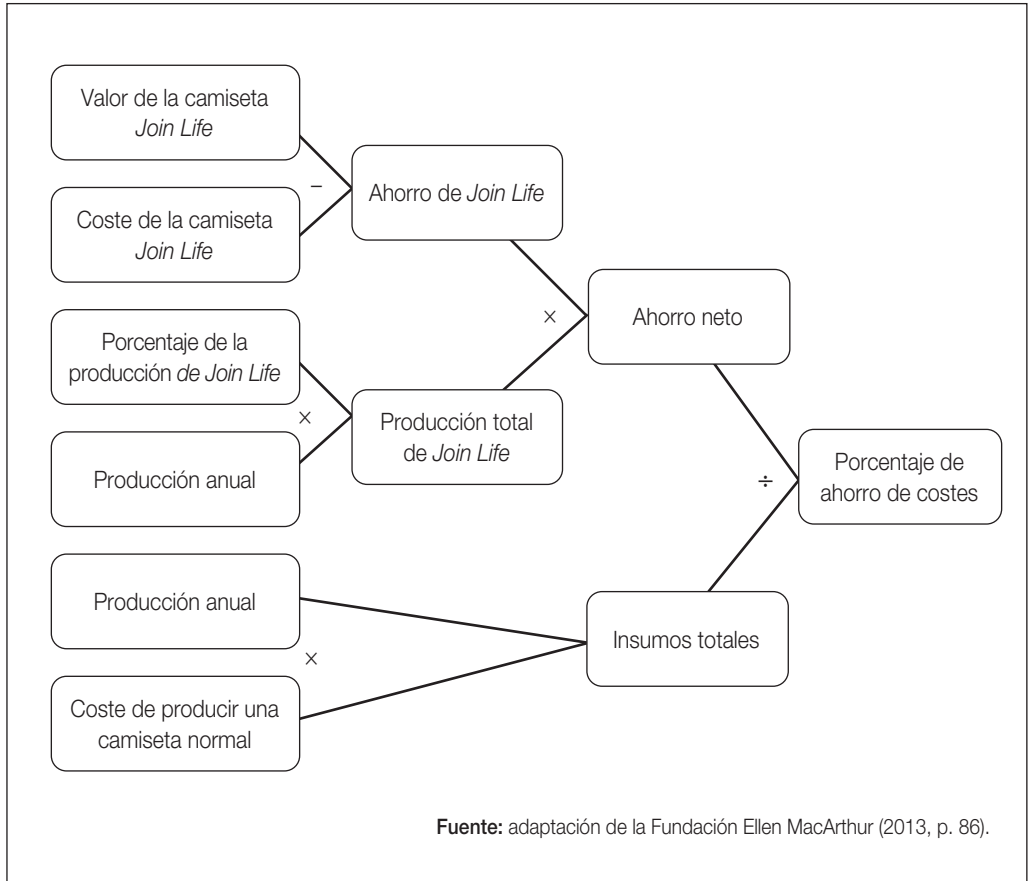 Valor de la camiseta
Join Life
−
Coste de la camiseta
Join Life
Ahorro de Join Life
Porcentaje de la
producción de Join Life
×
Producción anual
Producción total
de Join Life
×
Ahorro neto
Producción anual
×
Coste de producir una
camiseta normal
Insumos totales
÷
Porcentaje de
ahorro de costes
Fuente: adaptación de la Fundación Ellen MacArthur (2013, p. 86).